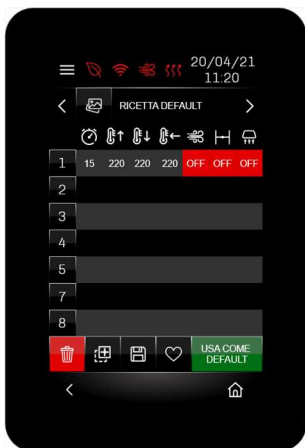 20/04/21
11:20
RICETTA DEFAULT
1 15 220 220 220 OFF OFF OFF
2
3
4
5
7
8
USA COME
DEFAULT